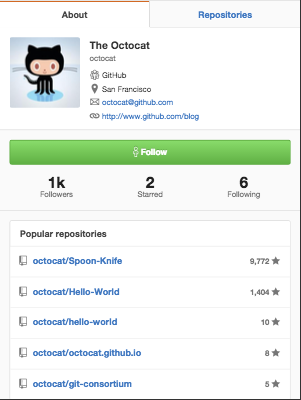 About
Repositories
The Octocat
octocat
GitHub
San Francisco
octocat@github.com
http://www.github.com/blog
Follow
1k 2 6
Followers Starred Following
Popular repositories
octocat/Spoon-Knife 9,772
octocat/Hello-World 1,404
octocat/hello-world 10
octocat/octocat.github.io 8
octocat/git-consortium 5